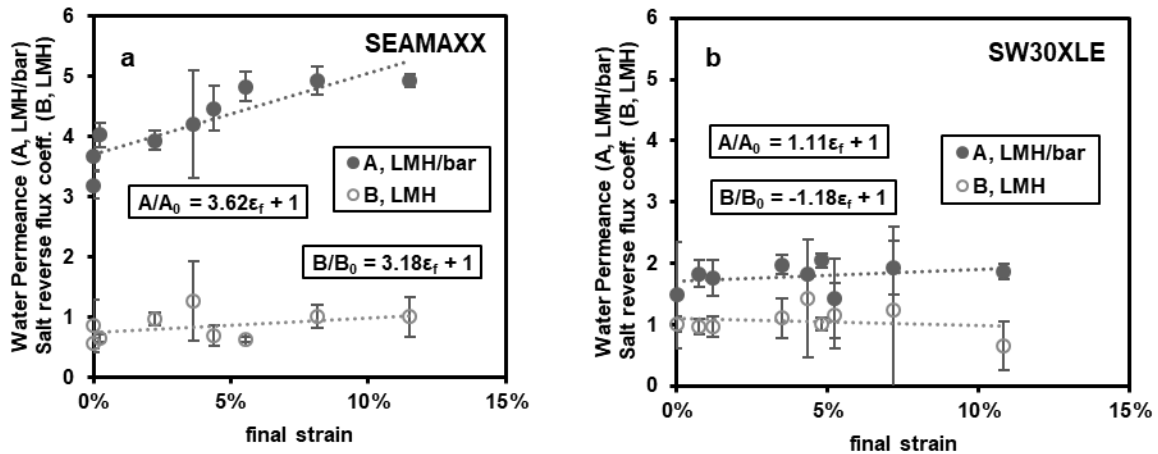 Water Permeance (A, LMH/bar)
Salt reverse flux coeff. (B, LMH)
6
5
4
3
2
1
0
a
SEAMAXX
A, LMH/bar
B, LMH
A/A₀ = 3.62ε_f + 1
B/B₀ = 3.18ε_f + 1
0% 5% 10% 15%
final strain
Water Permeance (A, LMH/bar)
Salt reverse flux coeff. (B, LMH)
6
5
4
3
2
1
0
b
SW30XLE
A/A₀ = 1.11ε_f + 1
B/B₀ = -1.18ε_f + 1
A, LMH/bar
B, LMH
0% 5% 10% 15%
final strain